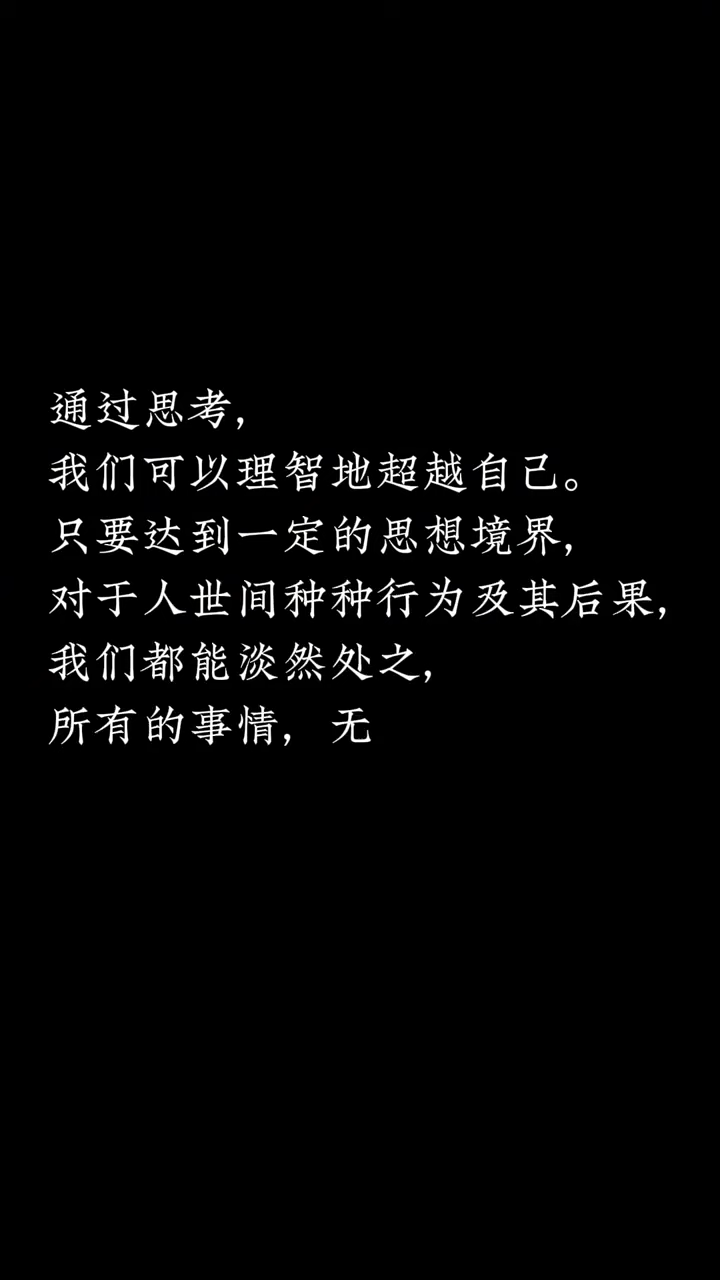 通过思考，
我们可以理智地超越自己。
只要达到一定的思想境界，
对于人世间种种行为及其后果，
我们都能淡然处之，
所有的事情，无